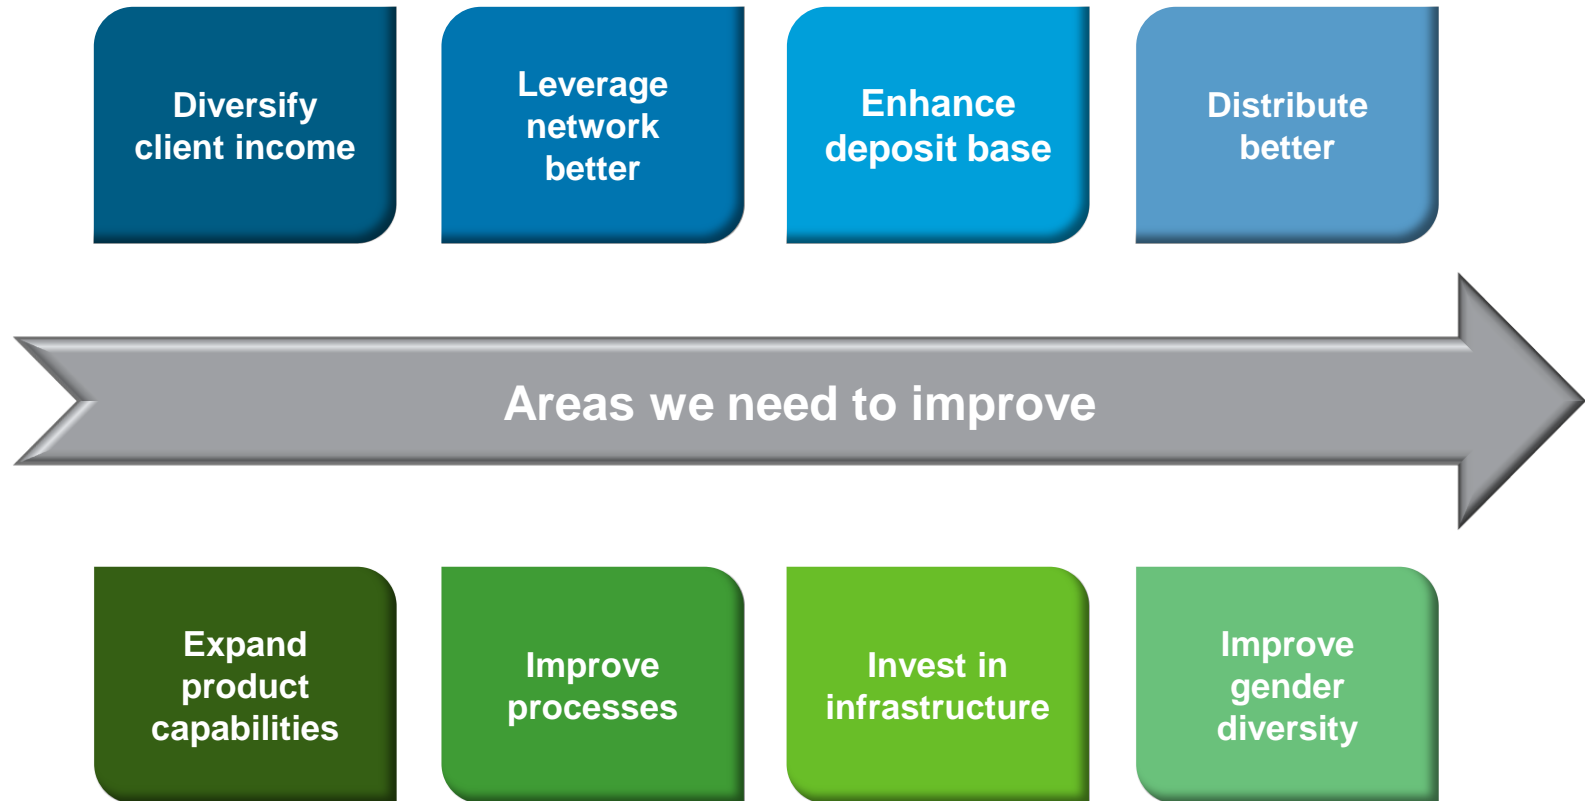 Diversify
client income
Leverage
network
better
Enhance
deposit base
Distribute
better
Areas we need to improve
Expand
product
capabilities
Improve
processes
Invest in
infrastructure
Improve
gender
diversity